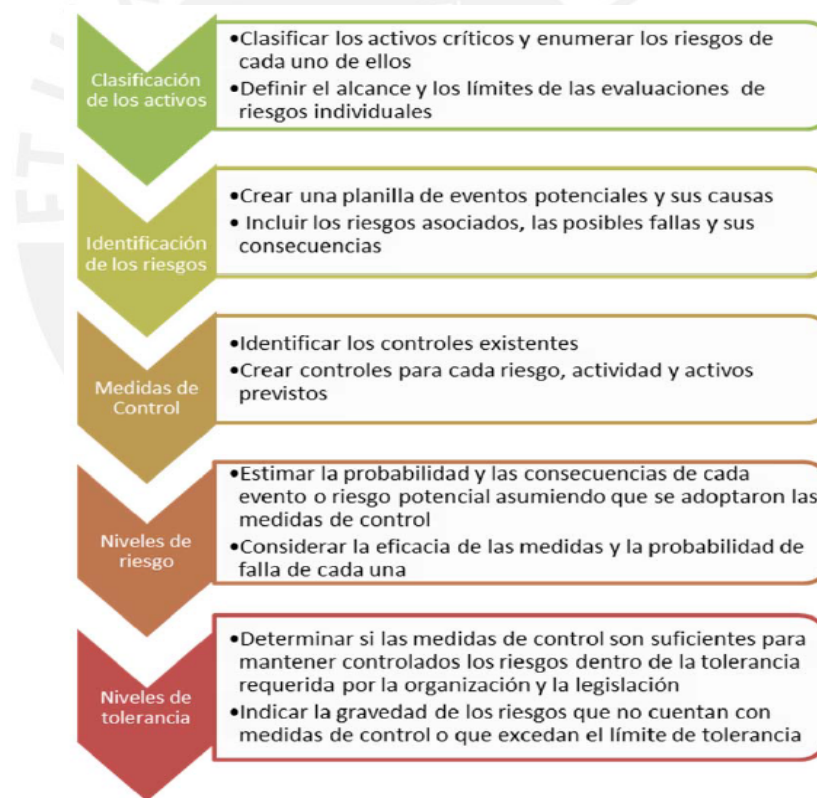 Clasificación
de los activos
•Clasificar los activos críticos y enumerar los riesgos de
cada uno de ellos
•Definir el alcance y los límites de las evaluaciones de
riesgos individuales
Identificación
de los riesgos
•Crear una planilla de eventos potenciales y sus causas
• Incluir los riesgos asociados, las posibles fallas y sus
consecuencias
Medidas de
Control
•Identificar los controles existentes
•Crear controles para cada riesgo, actividad y activos
previstos
Niveles de
riesgo
•Estimar la probabilidad y las consecuencias de cada
evento o riesgo potencial asumiendo que se adoptaron las
medidas de control
•Considerar la eficacia de las medidas y la probabilidad de
falla de cada una
Niveles de
tolerancia
•Determinar si las medidas de control son suficientes para
mantener controlados los riesgos dentro de la tolerancia
requerida por la organización y la legislación
•Indicar la gravedad de los riesgos que no cuentan con
medidas de control o que excedan el límite de tolerancia